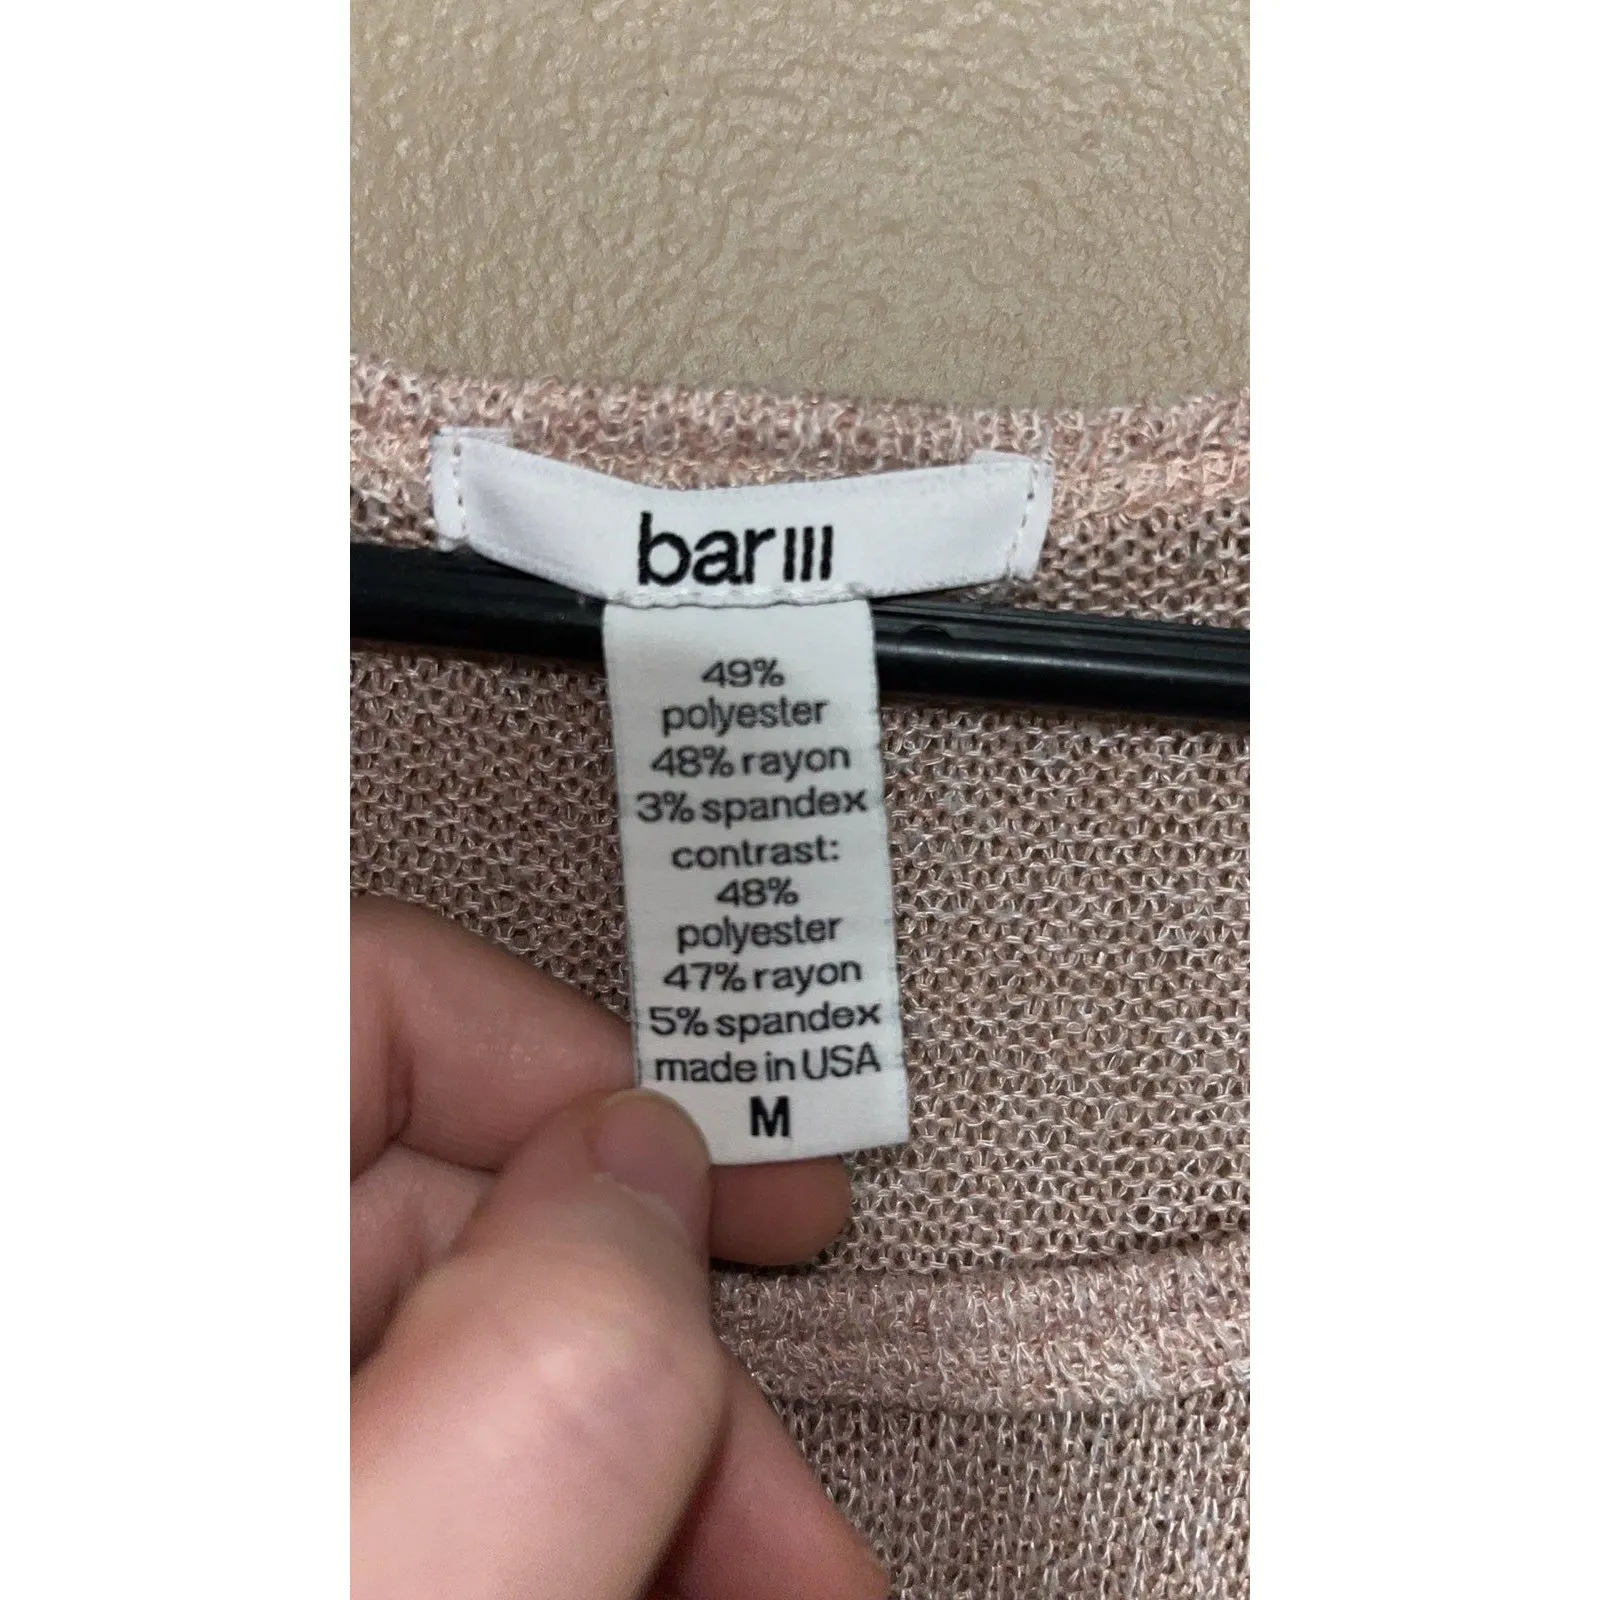 bar III
49%
polyester
48% rayon
3% spandex
contrast:
48%
polyester
47% rayon
5% spandex
made in USA
M